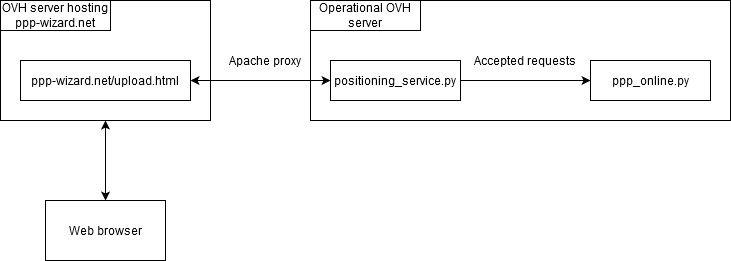 OVH server hosting
ppp-wizard.net
Operational OVH
server
ppp-wizard.net/upload.html
Apache proxy
positioning_service.py
Accepted requests
ppp_online.py
Web browser